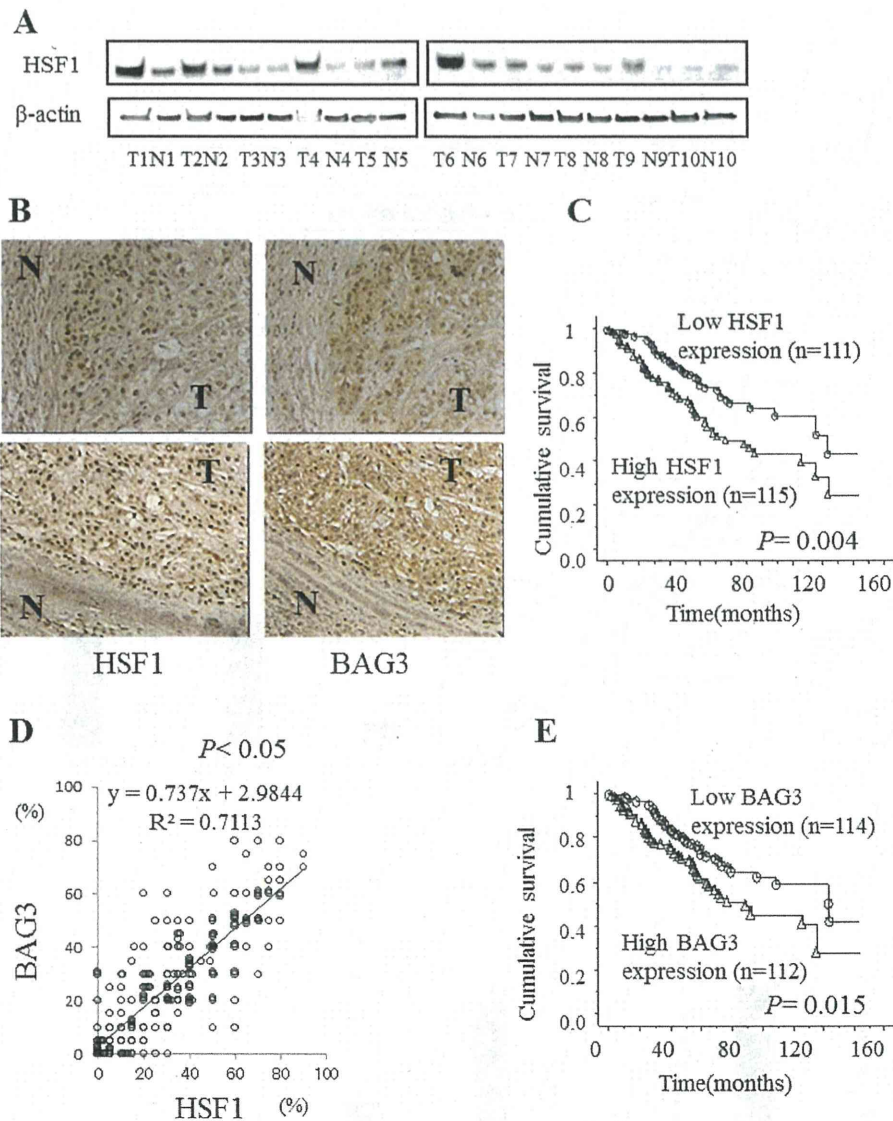 A
HSF1
β-actin
T1N1 T2N2 T3N3 T4 N4 T5 N5 T6 N6 T7 N7 T8 N8 T9 N9T10N10
B
N
T
N
T
T
N
T
N
HSF1
BAG3
C
Cumulative survival
1
0.8
0.6
0.4
0.2
0.0
Low HSF1
expression (n=111)
High HSF1
expression (n=115)
P= 0.004
0 40 80 120 160
Time(months)
D
P< 0.05
y = 0.737x + 2.9844
R² = 0.7113
(%)
BAG3
100
80
60
40
20
0
0 20 40 60 80 100
HSF1 (%)
E
Cumulative survival
1
0.8
0.6
0.4
0.2
0.0
Low BAG3
expression (n=114)
High BAG3
expression (n=112)
P= 0.015
0 40 80 120 160
Time(months)